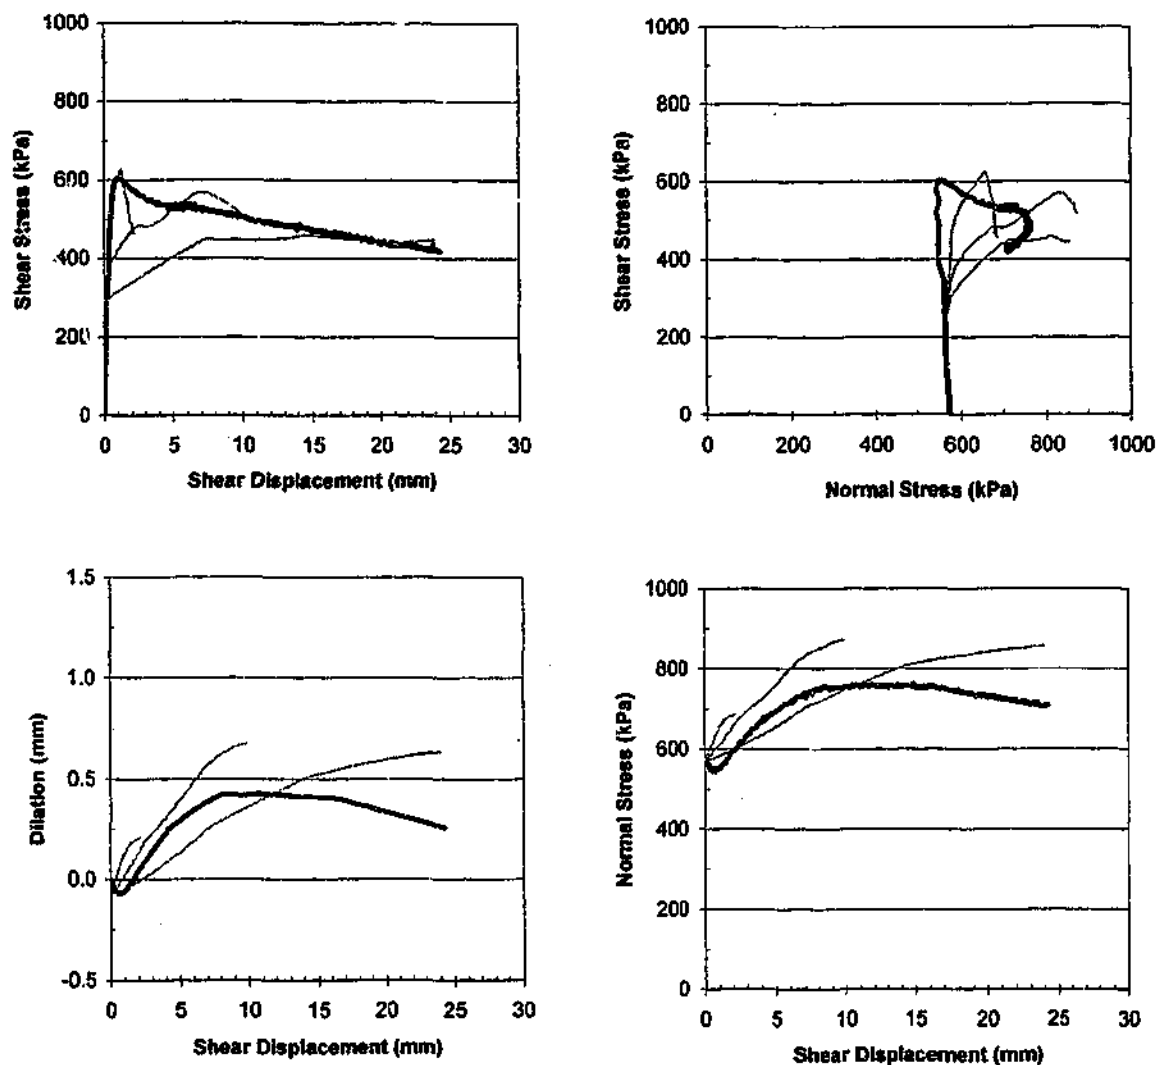 1000
800
600
400
200
0
Shear Stress (kPa)
0 5 10 15 20 25 30
Shear Displacement (mm)
1000
800
600
400
200
0
Shear Stress (kPa)
0 200 400 600 800 1000
Normal Stress (kPa)
1.5
1.0
0.5
0.0
-0.5
Dilation (mm)
0 5 10 15 20 25 30
Shear Displacement (mm)
1000
800
600
400
200
0
Normal Stress (kPa)
0 5 10 15 20 25 30
Shear Displacement (mm)